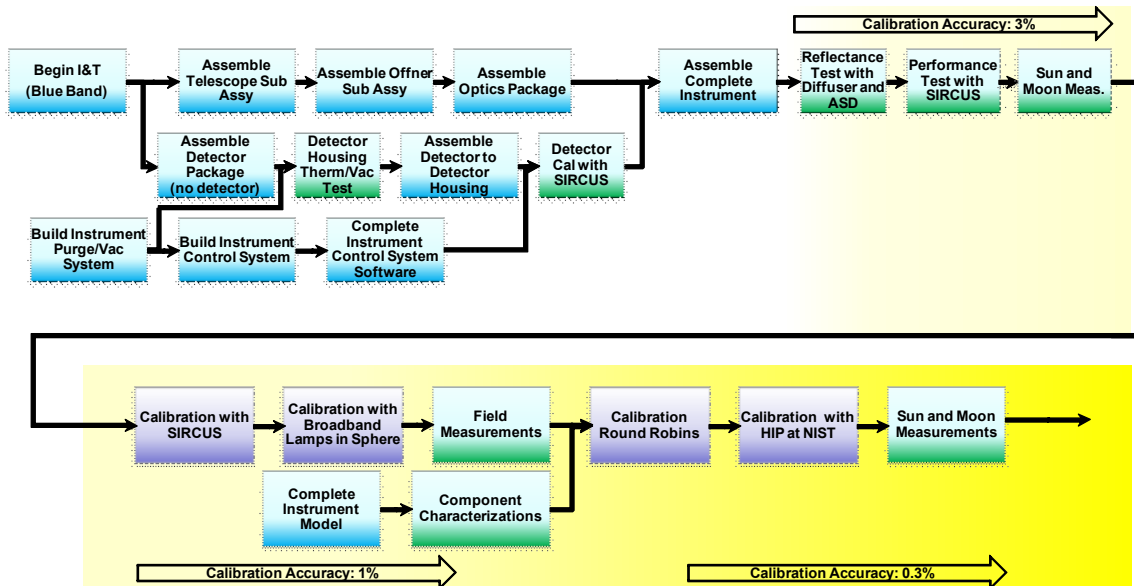 Calibration Accuracy: 3%
Begin I&T
(Blue Band)
Assemble
Telescope Sub
Assy
Assemble Offner
Sub Assy
Assemble
Optics Package
Assemble
Complete
Instrument
Reflectance
Test with
Diffuser and
ASD
Performance
Test with
SIRCUS
Sun and
Moon Meas.
Assemble
Detector
Package
(no detector)
Detector
Housing
Therm/Vac
Test
Assemble
Detector to
Detector
Housing
Detector
Cal with
SIRCUS
Build Instrument
Purge/Vac
System
Build Instrument
Control System
Complete
Instrument
Control System
Software
Calibration with
SIRCUS
Calibration with
Broadband
Lamps in Sphere
Field
Measurements
Calibration
Round Robins
Calibration with
HIP at NIST
Sun and Moon
Measurements
Complete
Instrument
Model
Component
Characterizations
Calibration Accuracy: 1%
Calibration Accuracy: 0.3%